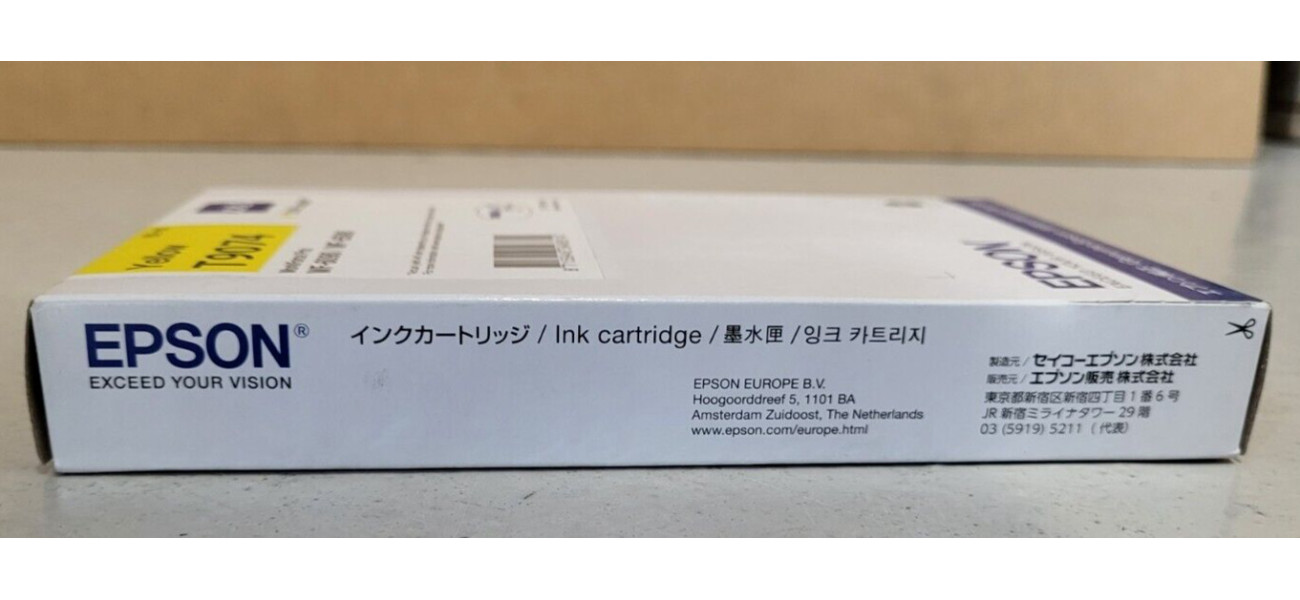 Yellow
T9074
EPSON
EPSON®
EXCEED YOUR VISION
インクカートリッジ / Ink cartridge / 墨水匣 / 잉크 카트리지
EPSON EUROPE B.V.
Hoogoorddreef 5, 1101 BA
Amsterdam Zuidoost, The Netherlands
www.epson.com/europe.html
製造元 / セイコーエプソン株式会社
販売元 / エプソン販売 株式会社
東京都新宿区新宿四丁目1番6号
JR 新宿ミライナタワー 29 階
03 (5919) 5211 ( 代表)